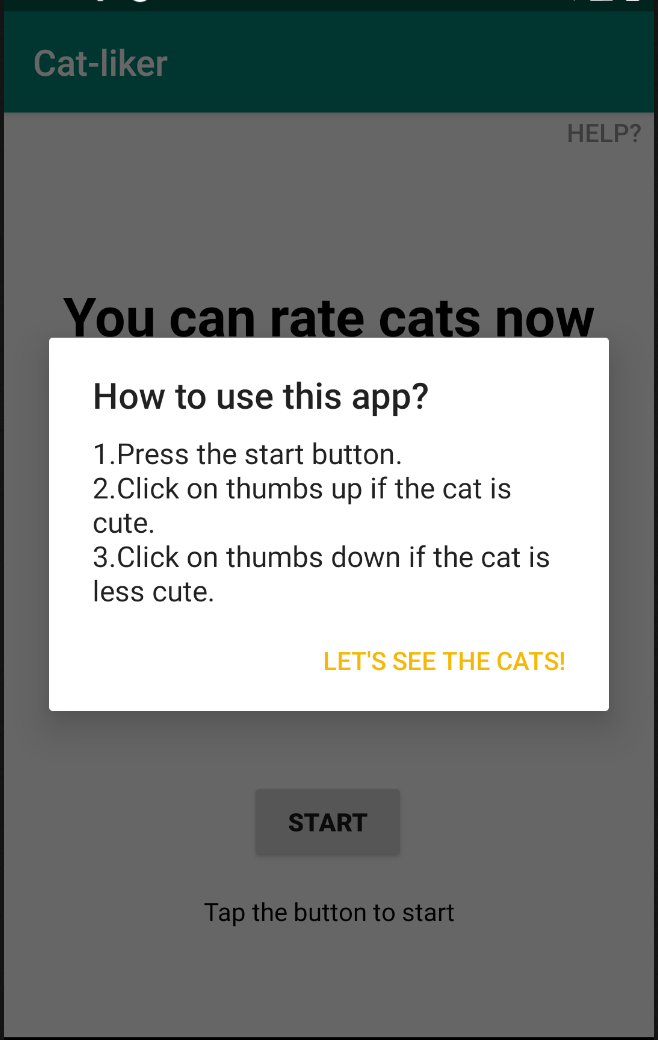 Cat-liker
HELP?
You can rate cats now
How to use this app?
1.Press the start button.
2.Click on thumbs up if the cat is
cute.
3.Click on thumbs down if the cat is
less cute.
LET'S SEE THE CATS!
START
Tap the button to start